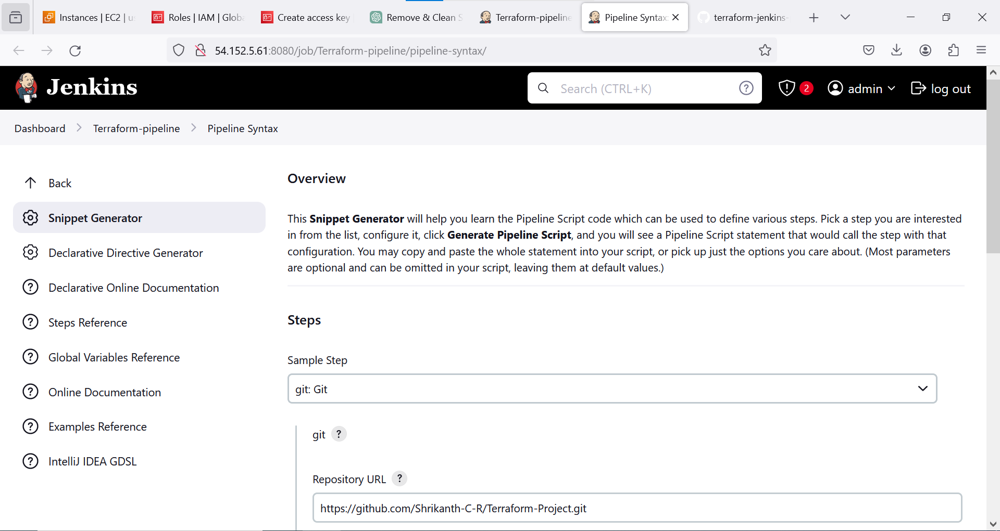 Instances | EC2 | us
Roles | IAM | Globa
Create access key |
Remove & Clean S
Terraform-pipeline
Pipeline Syntax:
terraform-jenkins-
54.152.5.61:8080/job/Terraform-pipeline/pipeline-syntax/
Jenkins
Search (CTRL+K)
?
2
admin
log out
Dashboard
Terraform-pipeline
Pipeline Syntax
Back
Snippet Generator
Declarative Directive Generator
? Declarative Online Documentation
? Steps Reference
? Global Variables Reference
? Online Documentation
? Examples Reference
? IntelliJ IDEA GDSL
Overview
This Snippet Generator will help you learn the Pipeline Script code which can be used to define various steps. Pick a step you are interested
in from the list, configure it, click Generate Pipeline Script, and you will see a Pipeline Script statement that would call the step with that
configuration. You may copy and paste the whole statement into your script, or pick up just the options you care about. (Most parameters
are optional and can be omitted in your script, leaving them at default values.)
Steps
Sample Step
git: Git
git ?
Repository URL ?
https://github.com/Shrikanth-C-R/Terraform-Project.git